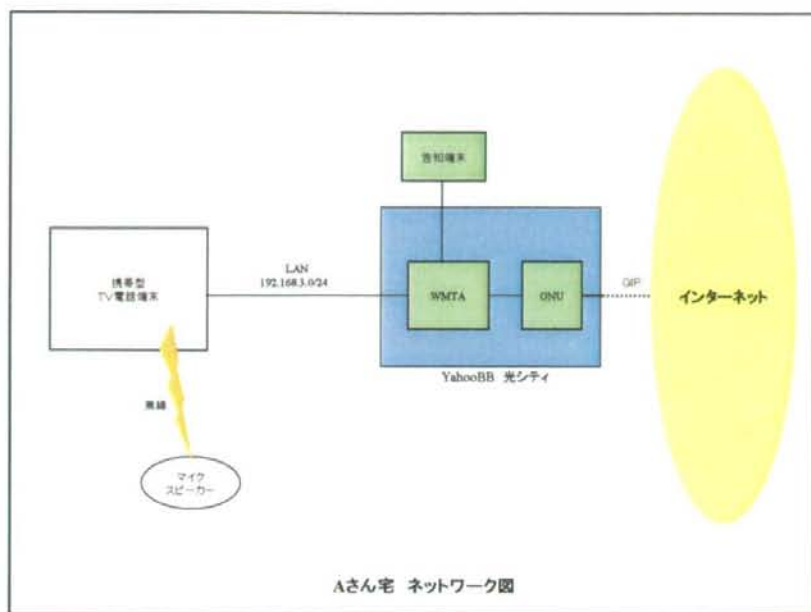 告知端末
携帯型
TV電話端末
LAN
192.168.3.0/24
WMTA
ONU
GIP
インターネット
YahooBB 光シティ
無線
マイク
スピーカー
Aさん宅 ネットワーク図